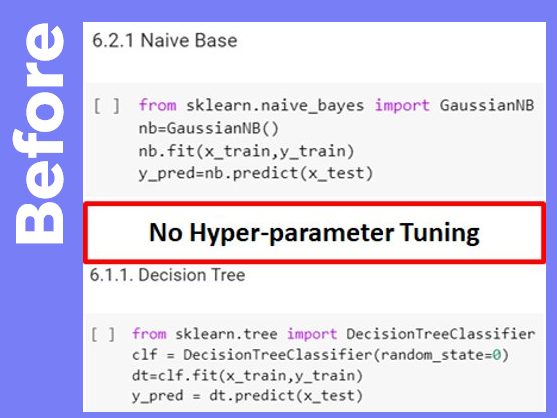 Before
6.2.1 Naive Base
[ ] from sklearn.naive_bayes import GaussianNB
nb=GaussianNB()
nb.fit(x_train,y_train)
y_pred=nb.predict(x_test)
No Hyper-parameter Tuning
6.1.1. Decision Tree
[ ] from sklearn.tree import DecisionTreeClassifier
clf = DecisionTreeClassifier(random_state=0)
dt=clf.fit(x_train,y_train)
y_pred = dt.predict(x_test)